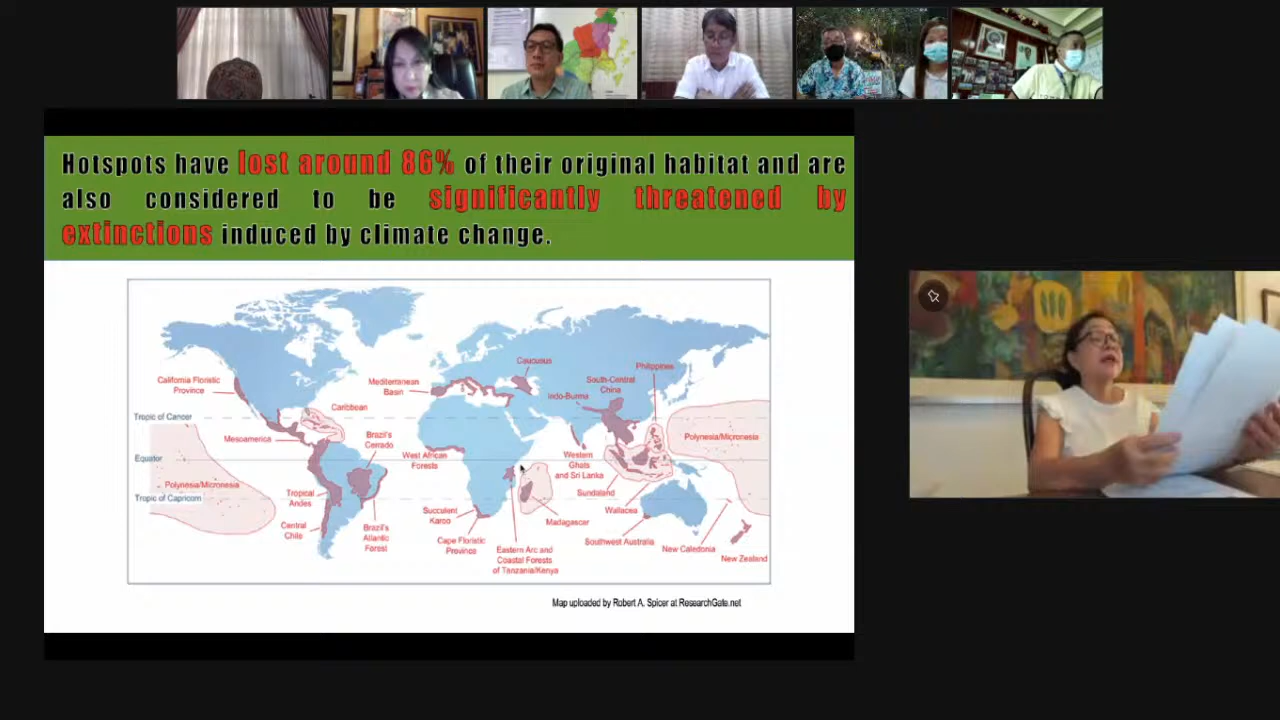 Hotspots have lost around 86% of their original habitat and are
also considered to be significantly threatened by
extinctions induced by climate change.
Caucusus
Philippines
California Floristic
Province
Mediterranean
Basin
South-Central
China
Indo-Burma
Caribbean
Tropic of Cancer
Mesoamerica
Brazil's
Cerrado
Polynesia/Micronesia
Equator
West African
Forests
Western
Ghats
and Sri Lanka
Polynesia/Micronesia
Tropic of Capricorn
Tropical
Andes
Sundaland
Succulent
Karoo
Wallacea
Madagascar
Central
Chile
Brazil's
Atlantic
Forest
Cape Floristic
Province
Southwest Australia
New Caledonia
Eastern Arc and
Coastal Forests
of Tanzania/Kenya
New Zealand
Map uploaded by Robert A. Spicer at ResearchGate.net